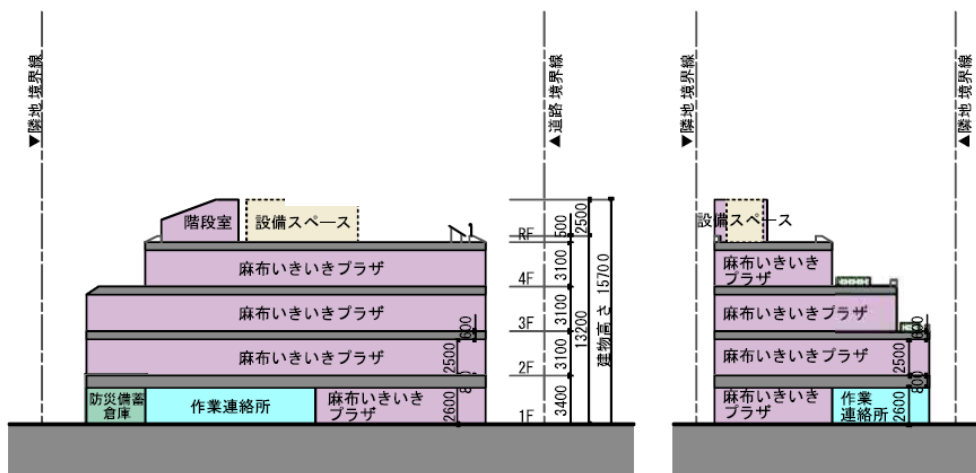 ▼隣地境界線
▲道路境界線
階段室
設備スペース
麻布いきいきプラザ
麻布いきいきプラザ
麻布いきいきプラザ
防災備蓄
倉庫
作業連絡所
麻布いきいき
プラザ
600
2500
2600
RF
4F
3F
2F
1F
500
3100
3100
3100
3400
2500
13200
建物高さ 15700
▼隣地境界線
▲隣地境界線
設備スペース
麻布いきいき
プラザ
麻布いきいきプラザ
麻布いきいきプラザ
麻布いきいき
プラザ
作業
連絡所
600
2500
800
2600